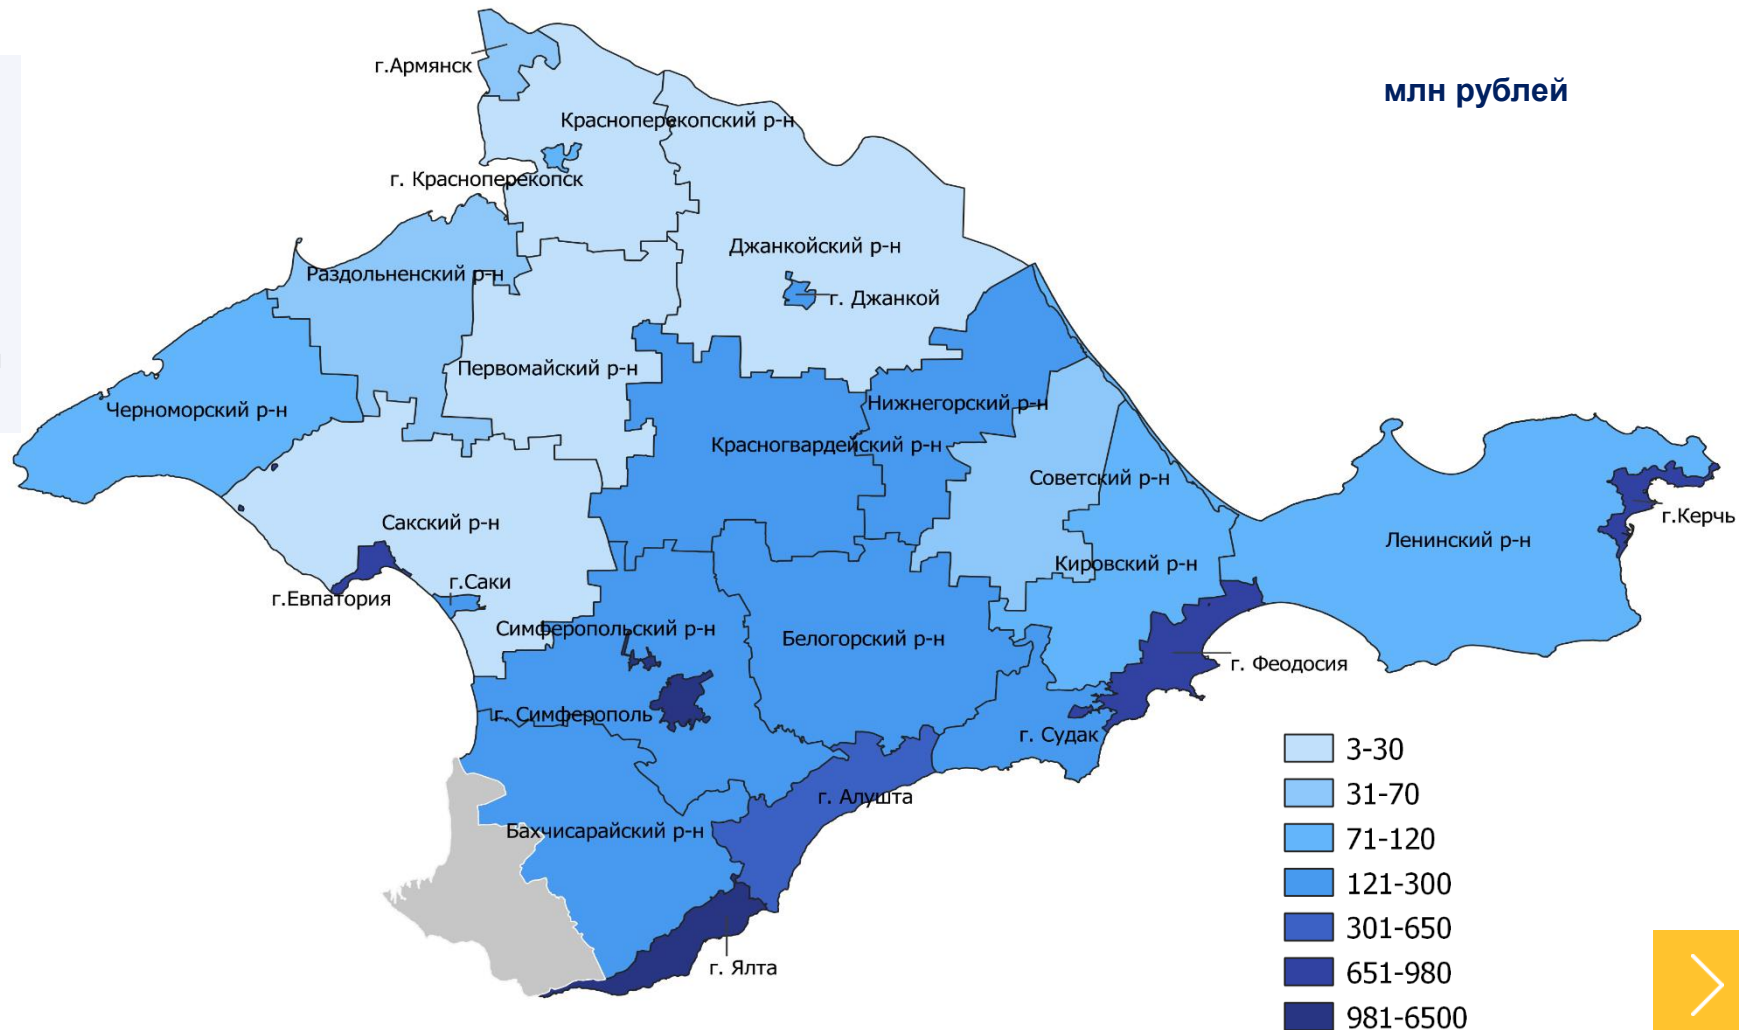 млн рублей
г.Армянск
Красноперекопский р-н
г. Красноперекопск
Джанкойский р-н
г. Джанкой
Раздольненский р-н
Первомайский р-н
Черноморский р-н
Нижнегорский р-н
Красногвардейский р-н
Советский р-н
Сакский р-н
г.Керчь
Ленинский р-н
Кировский р-н
г.Саки
г.Евпатория
Симферопольский р-н
Белогорский р-н
г. Феодосия
г. Симферополь
г. Судак
г. Алушта
Бахчисарайский р-н
г. Ялта
3-30
31-70
71-120
121-300
301-650
651-980
981-6500